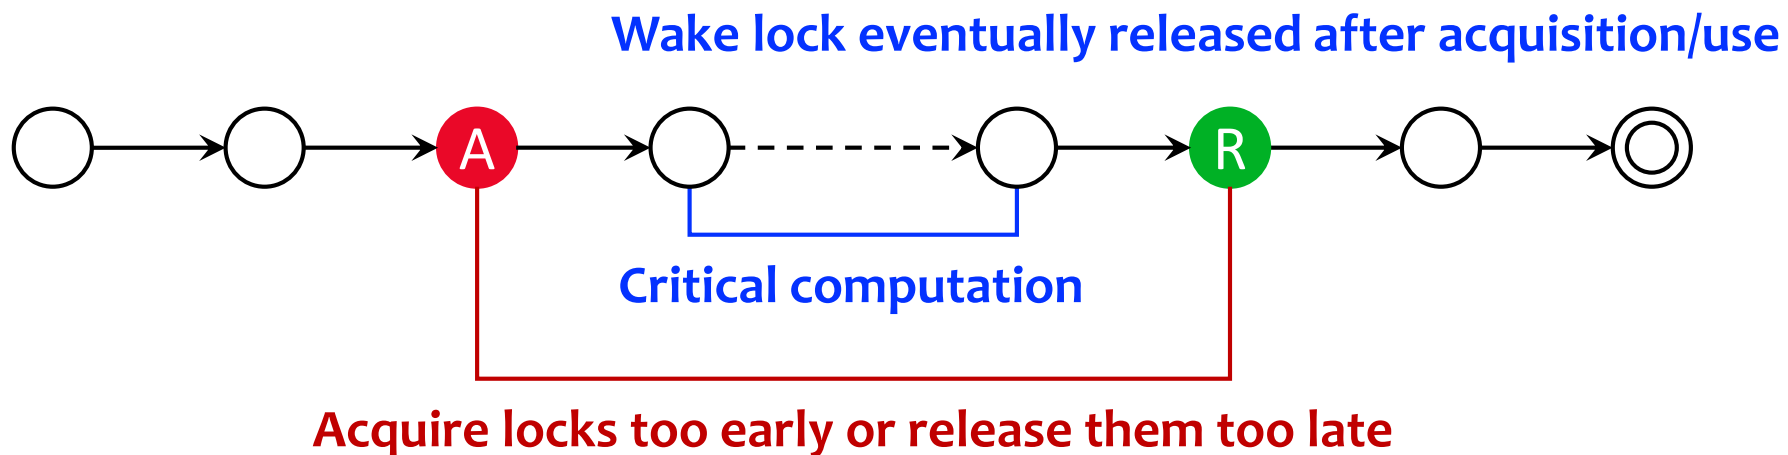 Wake lock eventually released after acquisition/use
A
R
Critical computation
Acquire locks too early or release them too late